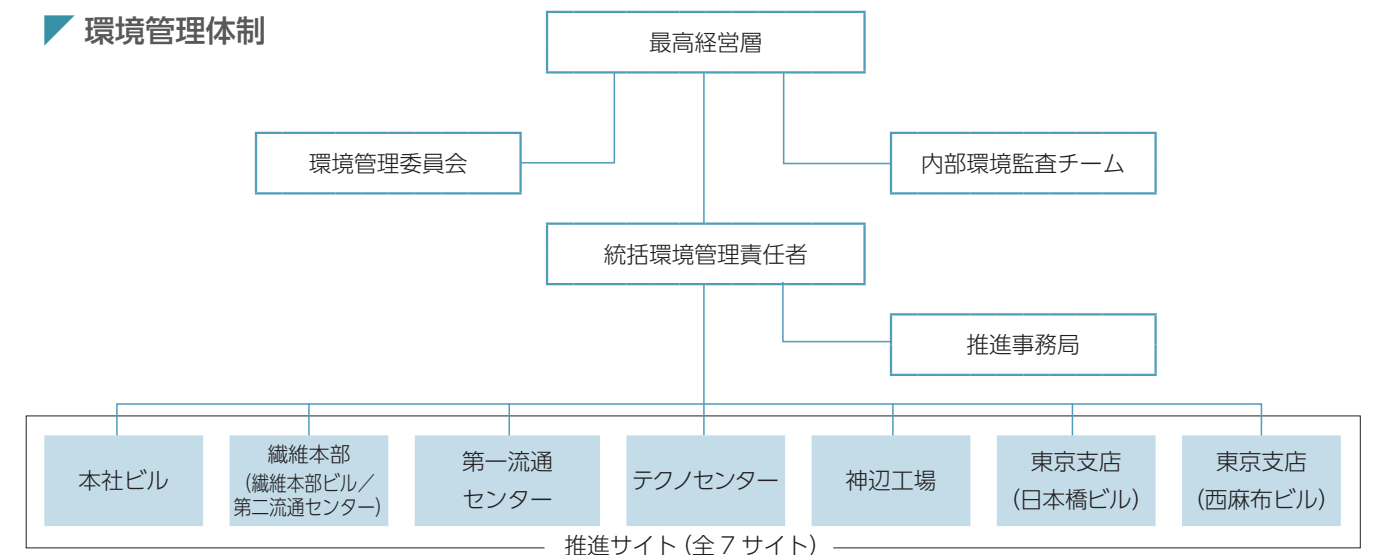 環境管理体制
最高経営層
環境管理委員会
内部環境監査チーム
統括環境管理責任者
推進事務局
本社ビル
繊維本部
(繊維本部ビル／
第二流通センター)
第一流通
センター
テクノセンター
神辺工場
東京支店
(日本橋ビル)
東京支店
(西麻布ビル)
推進サイト(全7サイト)